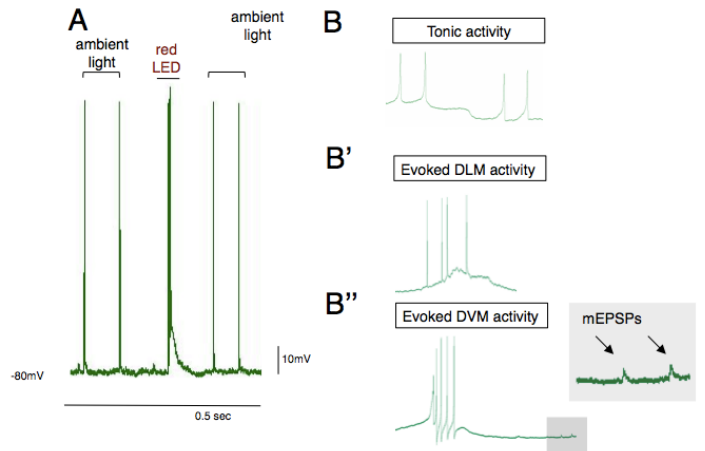 A
ambient
light
red
LED
ambient
light
-80mV
10mV
0.5 sec
B
Tonic activity
B'
Evoked DLM activity
B''
Evoked DVM activity
mEPSPs